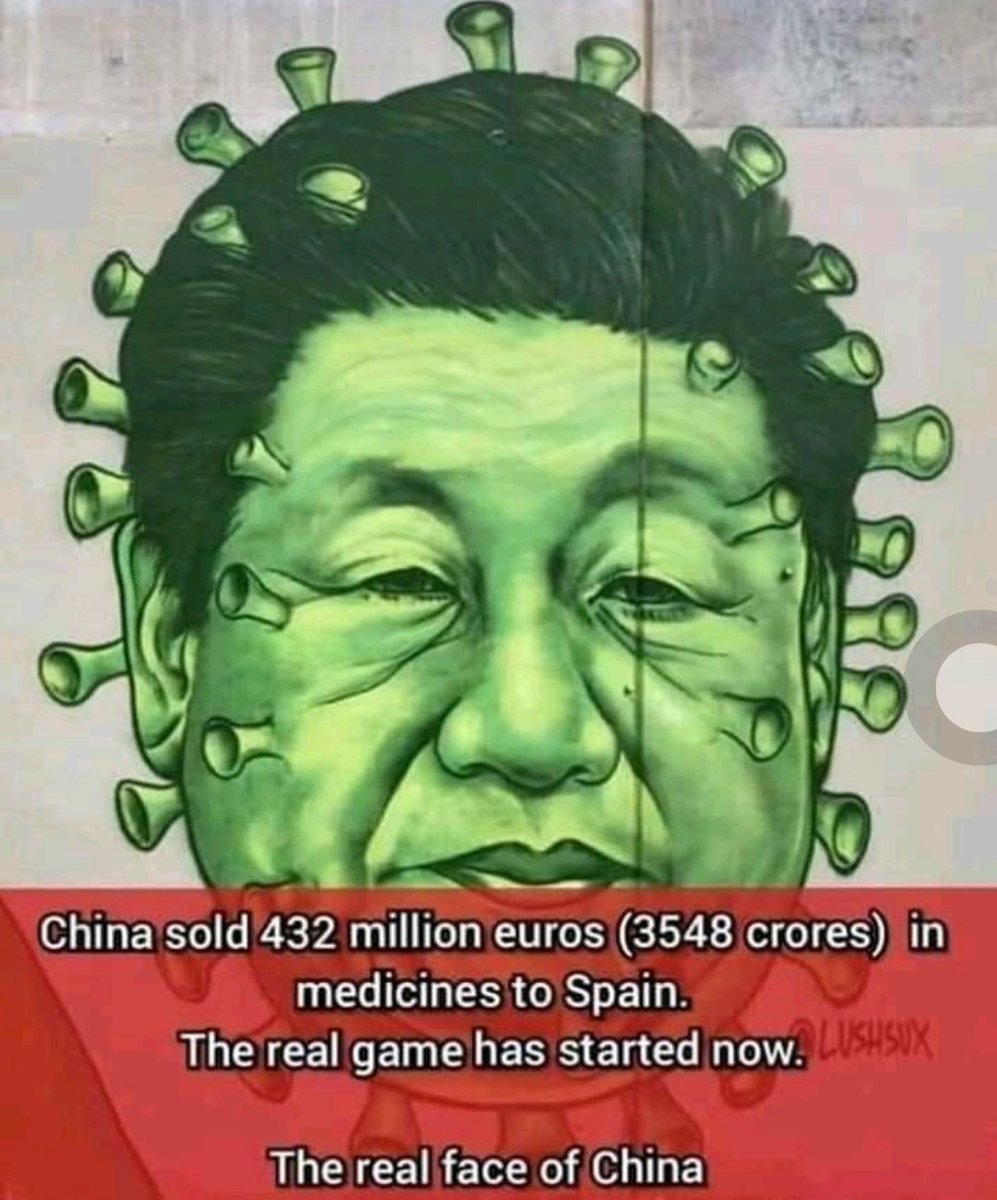 China sold 432 million euros (3548 crores) in
medicines to Spain.
The real game has started now.
@LUSHSUX
The real face of China